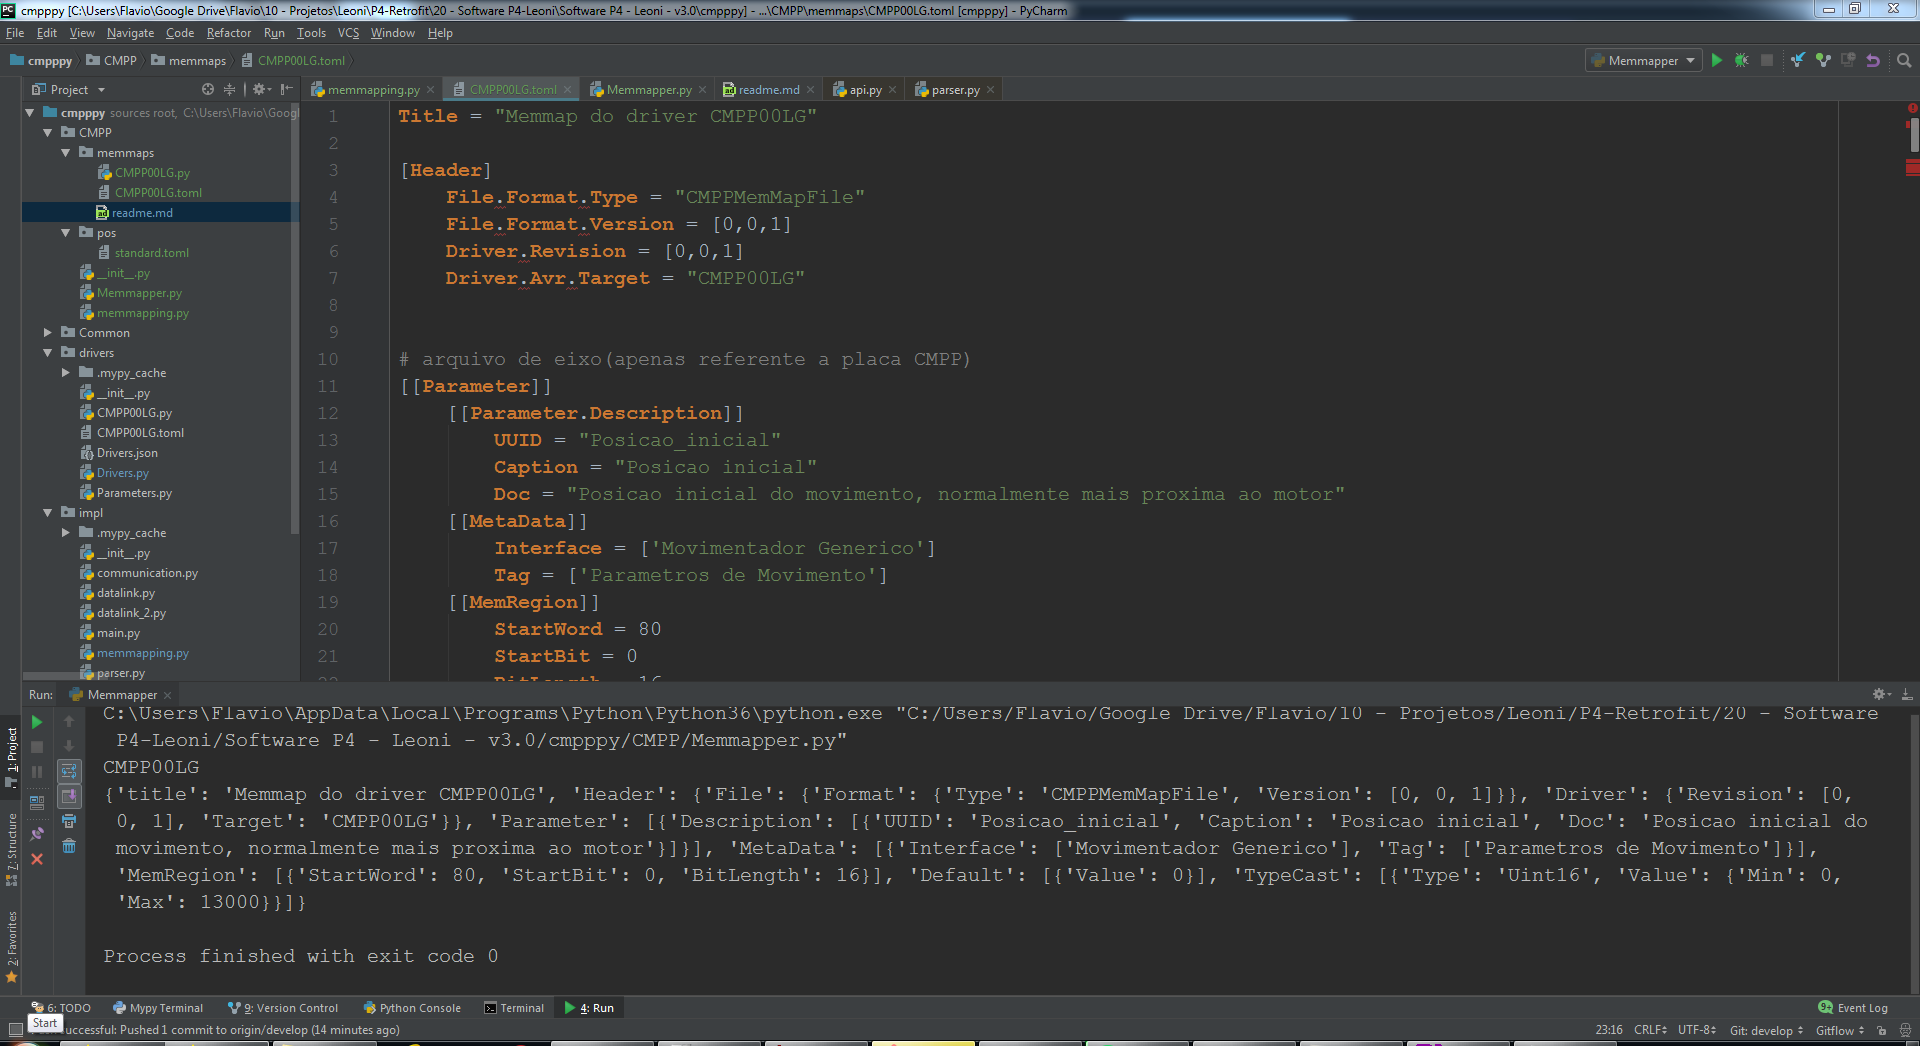 cmpppy [C:\Users\Flavio\Google Drive\Flavio\10 - Projetos\Leoni\P4-Retrofit\20 - Software P4-Leoni\Software P4 - Leoni - v3.0\cmpppy] - ...\CMPP\memmaps\CMPP00LG.toml [cmpppy] - PyCharm
File Edit View Navigate Code Refactor Run Tools VCS Window Help
cmpppy CMPP memmaps CMPP00LG.toml Memmapper
Project memmapping.py CMPP00LG.toml Memmapper.py readme.md api.py parser.py
cmpppy sources root, C:\Users\Flavio\Googl
CMPP
memmaps
CMPP00LG.py
CMPP00LG.toml
readme.md
pos
standard.toml
__init__.py
Memmapper.py
memmapping.py
Common
drivers
.mypy_cache
__init__.py
CMPP00LG.py
CMPP00LG.toml
Drivers.json
Drivers.py
Parameters.py
impl
.mypy_cache
__init__.py
communication.py
datalink.py
datalink_2.py
main.py
memmapping.py
parser.py
1 Title = "Memmap do driver CMPP00LG"
2
3 [Header]
4 File.Format.Type = "CMPPMemMapFile"
5 File.Format.Version = [0,0,1]
6 Driver.Revision = [0,0,1]
7 Driver.Avr.Target = "CMPP00LG"
8
9
10 # arquivo de eixo(apenas referente a placa CMPP)
11 [[Parameter]]
12 [[Parameter.Description]]
13 UUID = "Posicao_inicial"
14 Caption = "Posicao inicial"
15 Doc = "Posicao inicial do movimento, normalmente mais proxima ao motor"
16 [[MetaData]]
17 Interface = ['Movimentador Generico']
18 Tag = ['Parametros de Movimento']
19 [[MemRegion]]
20 StartWord = 80
21 StartBit = 0
22 BitLength = 16
Run: Memmapper
C:\Users\Flavio\AppData\Local\Programs\Python\Python36\python.exe "C:/Users/Flavio/Google Drive/Flavio/10 - Projetos/Leoni/P4-Retrofit/20 - Software
P4-Leoni/Software P4 - Leoni - v3.0/cmpppy/CMPP/Memmapper.py"
CMPP00LG
{'title': 'Memmap do driver CMPP00LG', 'Header': {'File': {'Format': {'Type': 'CMPPMemMapFile', 'Version': [0, 0, 1]}}, 'Driver': {'Revision': [0,
0, 1], 'Target': 'CMPP00LG'}}, 'Parameter': [{'Description': [{'UUID': 'Posicao_inicial', 'Caption': 'Posicao inicial', 'Doc': 'Posicao inicial do
movimento, normalmente mais proxima ao motor'}]}], 'MetaData': [{'Interface': ['Movimentador Generico'], 'Tag': ['Parametros de Movimento']}],
'MemRegion': [{'StartWord': 80, 'StartBit': 0, 'BitLength': 16}], 'Default': [{'Value': 0}], 'TypeCast': [{'Type': 'Uint16', 'Value': {'Min': 0,
'Max': 13000}}]}
Process finished with exit code 0
1: Project
7: Structure
2: Favorites
6: TODO Mypy Terminal 9: Version Control Python Console Terminal 4: Run Event Log
Start
successful: Pushed 1 commit to origin/develop (14 minutes ago) 23:16 CRLF UTF-8 Git: develop Gitflow